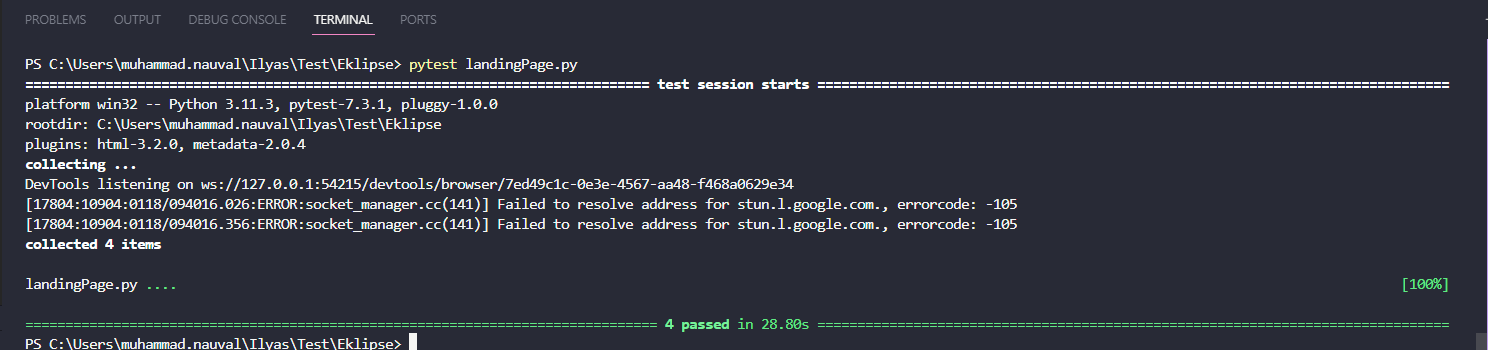 PROBLEMS OUTPUT DEBUG CONSOLE TERMINAL PORTS
PS C:\Users\muhammad.nauval\Ilyas\Test\Eklipse> pytest landingPage.py
============================================================================== test session starts ===============================================================================
platform win32 -- Python 3.11.3, pytest-7.3.1, pluggy-1.0.0
rootdir: C:\Users\muhammad.nauval\Ilyas\Test\Eklipse
plugins: html-3.2.0, metadata-2.0.4
collecting ...
DevTools listening on ws://127.0.0.1:54215/devtools/browser/7ed49c1c-0e3e-4567-aa48-f468a0629e34
[17804:10904:0118/094016.026:ERROR:socket_manager.cc(141)] Failed to resolve address for stun.l.google.com., errorcode: -105
[17804:10904:0118/094016.356:ERROR:socket_manager.cc(141)] Failed to resolve address for stun.l.google.com., errorcode: -105
collected 4 items
landingPage.py .... [100%]
=============================================================================== 4 passed in 28.80s ===============================================================================
PS C:\Users\muhammad.nauval\Ilyas\Test\Eklipse>